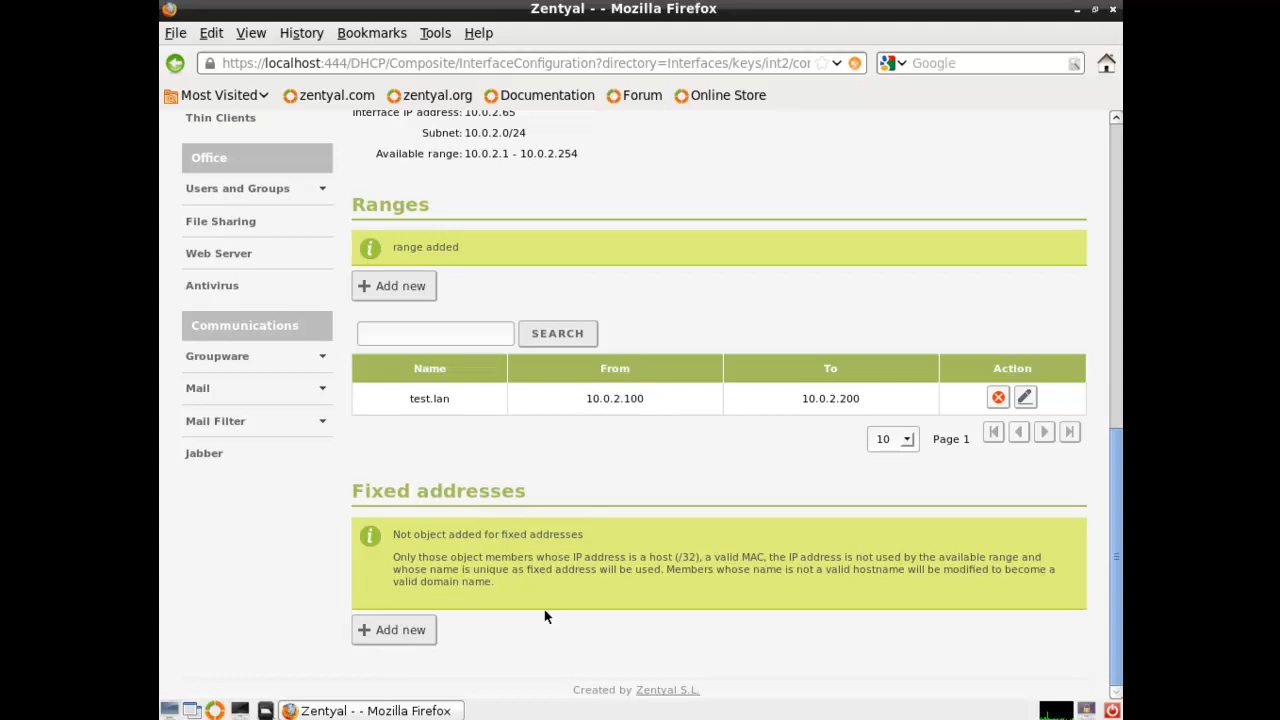 Zentyal - - Mozilla Firefox
File Edit View History Bookmarks Tools Help
https://localhost:444/DHCP/Composite/InterfaceConfiguration?directory=Interfaces/keys/int2/cor
Google
Most Visited zentyal.com zentyal.org Documentation Forum Online Store
Thin Clients
Office
Users and Groups
File Sharing
Web Server
Antivirus
Communications
Groupware
Mail
Mail Filter
Jabber
Interface IP address: 10.0.2.65
Subnet: 10.0.2.0/24
Available range: 10.0.2.1 - 10.0.2.254
Ranges
range added
+ Add new
SEARCH
Name From To Action
test.lan 10.0.2.100 10.0.2.200
10 Page 1
Fixed addresses
Not object added for fixed addresses
Only those object members whose IP address is a host (/32), a valid MAC, the IP address is not used by the available range and
whose name is unique as fixed address will be used. Members whose name is not a valid hostname will be modified to become a
valid domain name.
+ Add new
Created by Zentyal S.L.
Zentyal - - Mozilla Firefox